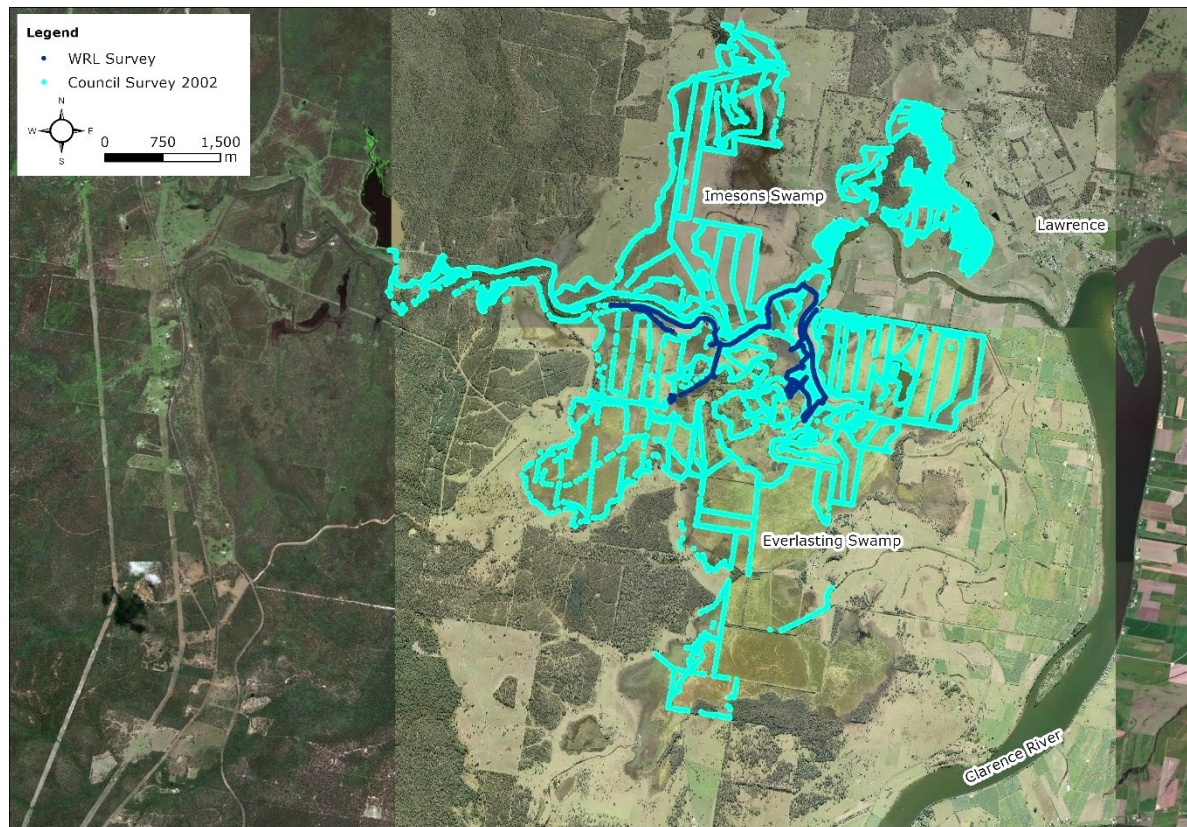 Legend
WRL Survey
Council Survey 2002
N
W E
S
0 750 1,500
m
Imesons Swamp
Lawrence
Everlasting Swamp
Clarence River